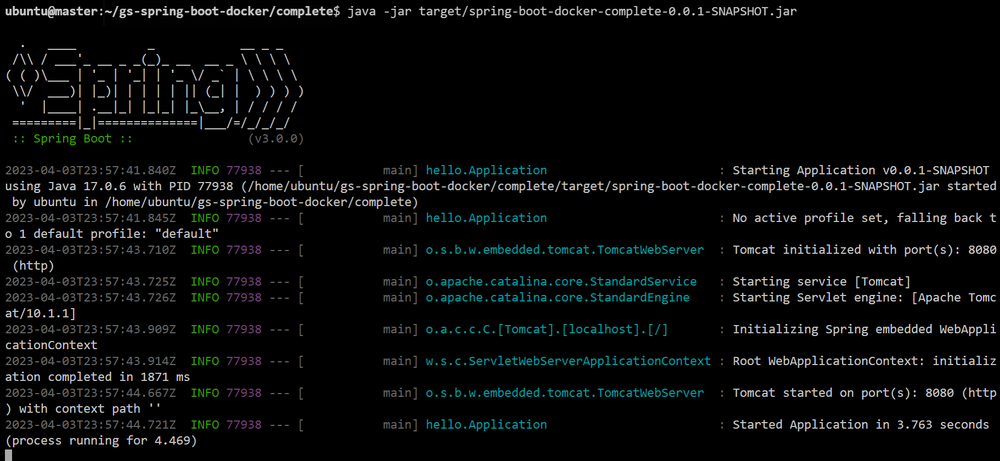 ubuntu@master:~/gs-spring-boot-docker/complete$ java -jar target/spring-boot-docker-complete-0.0.1-SNAPSHOT.jar

  .   ____          _            __ _ _
 /\\ / ___'_ __ _ _(_)_ __  __ _ \ \ \ \
( ( )\___ | '_ | '_| | '_ \/ _` | \ \ \ \
 \\/  ___)| |_)| | | | | || (_| |  ) ) ) )
  '  |____| .__|_| |_|_| |_\__, | / / / /
 =========|_|==============|___/=/_/_/_/
 :: Spring Boot ::                (v3.0.0)

2023-04-03T23:57:41.840Z  INFO 77938 --- [           main] hello.Application                        : Starting Application v0.0.1-SNAPSHOT
using Java 17.0.6 with PID 77938 (/home/ubuntu/gs-spring-boot-docker/complete/target/spring-boot-docker-complete-0.0.1-SNAPSHOT.jar started
 by ubuntu in /home/ubuntu/gs-spring-boot-docker/complete)
2023-04-03T23:57:41.845Z  INFO 77938 --- [           main] hello.Application                        : No active profile set, falling back t
o 1 default profile: "default"
2023-04-03T23:57:43.710Z  INFO 77938 --- [           main] o.s.b.w.embedded.tomcat.TomcatWebServer  : Tomcat initialized with port(s): 8080
 (http)
2023-04-03T23:57:43.725Z  INFO 77938 --- [           main] o.apache.catalina.core.StandardService   : Starting service [Tomcat]
2023-04-03T23:57:43.726Z  INFO 77938 --- [           main] o.apache.catalina.core.StandardEngine    : Starting Servlet engine: [Apache Tomc
at/10.1.1]
2023-04-03T23:57:43.909Z  INFO 77938 --- [           main] o.a.c.c.C.[Tomcat].[localhost].[/]       : Initializing Spring embedded WebAppli
cationContext
2023-04-03T23:57:43.914Z  INFO 77938 --- [           main] w.s.c.ServletWebServerApplicationContext : Root WebApplicationContext: initializ
ation completed in 1871 ms
2023-04-03T23:57:44.667Z  INFO 77938 --- [           main] o.s.b.w.embedded.tomcat.TomcatWebServer  : Tomcat started on port(s): 8080 (http
) with context path ''
2023-04-03T23:57:44.721Z  INFO 77938 --- [           main] hello.Application                        : Started Application in 3.763 seconds
(process running for 4.469)